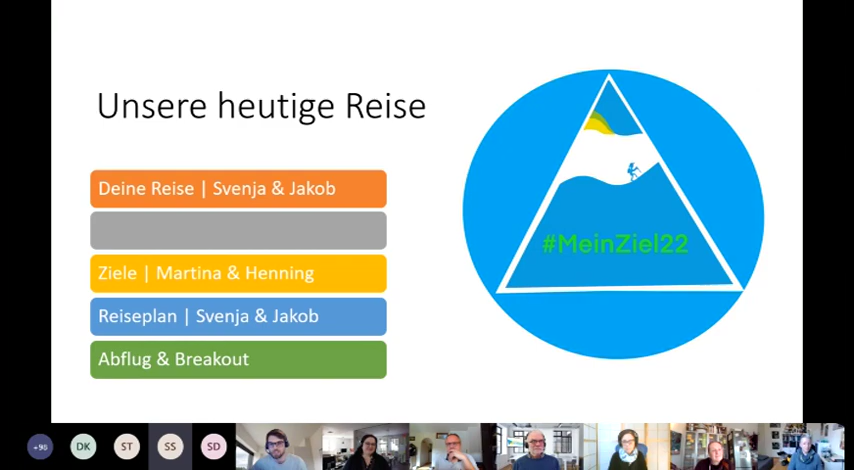 Unsere heutige Reise
Deine Reise | Svenja & Jakob
Ziele | Martina & Henning
Reiseplan | Svenja & Jakob
Abflug & Breakout
#MeinZiel22
+98
DK
ST
SS
SD